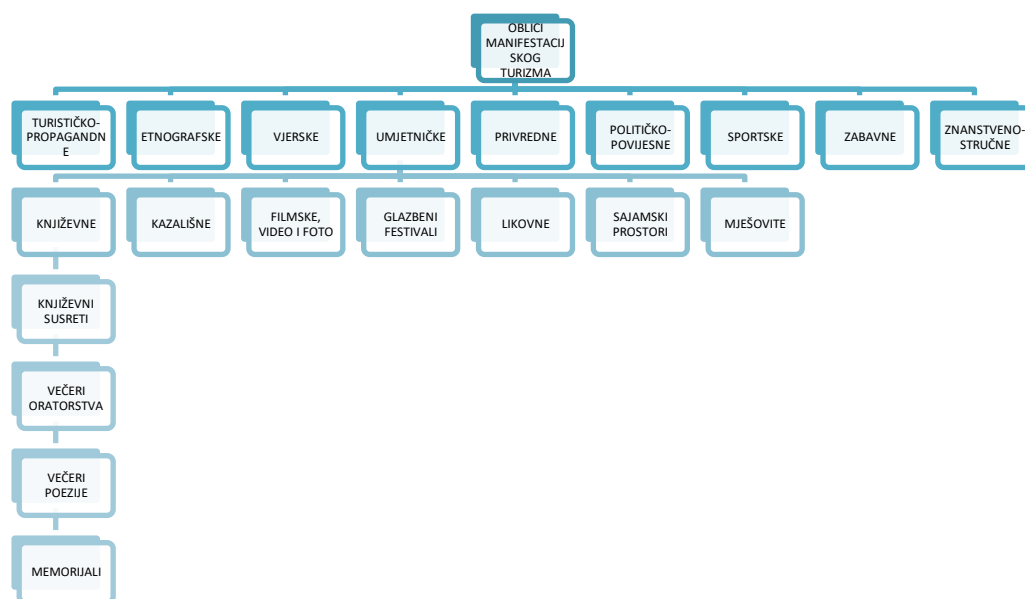 OBLICI
MANIFESTACIJ
SKOG
TURIZMA
TURISTIČKO-
PROPAGANDN
E
ETNOGRAFSKE
VJERSKE
UMJETNIČKE
PRIVREDNE
POLITIČKO-
POVIJESNE
SPORTSKE
ZABAVNE
ZNANSTVENO-
STRUČNE
KNJIŽEVNE
KAZALIŠNE
FILMSKE,
VIDEO I FOTO
GLAZBENI
FESTIVALI
LIKOVNE
SAJAMSKI
PROSTORI
MJEŠOVITE
KNJIŽEVNI
SUSRETI
VEČERI
ORATORSTVA
VEČERI
POEZIJE
MEMORIJALI